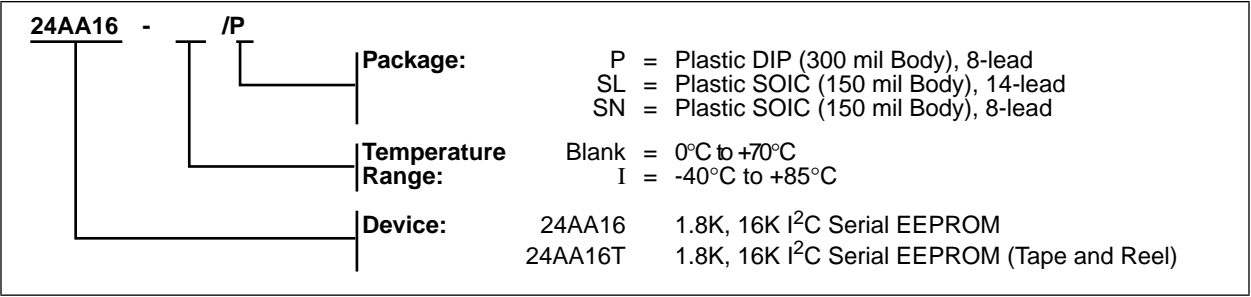 24AA16 - /P
Package: P = Plastic DIP (300 mil Body), 8-lead
SL = Plastic SOIC (150 mil Body), 14-lead
SN = Plastic SOIC (150 mil Body), 8-lead
Temperature Blank = 0°C to +70°C
Range: I = -40°C to +85°C
Device: 24AA16 1.8K, 16K I²C Serial EEPROM
24AA16T 1.8K, 16K I²C Serial EEPROM (Tape and Reel)